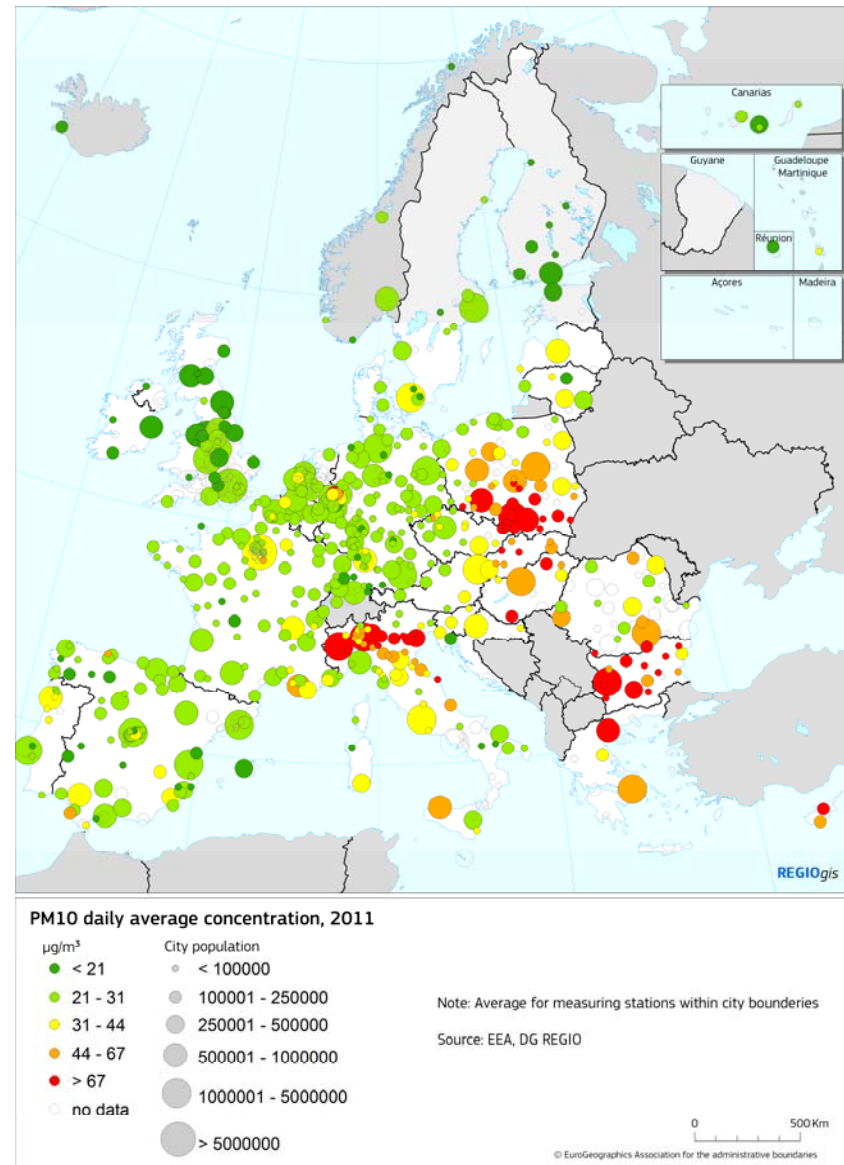 Canarias
Guyane
Guadeloupe
Martinique
Réunion
Açores
Madeira
REGIOgis
PM10 daily average concentration, 2011
µg/m³
City population
< 21
21 - 31
31 - 44
44 - 67
> 67
no data
< 100000
100001 - 250000
250001 - 500000
500001 - 1000000
1000001 - 5000000
> 5000000
Note: Average for measuring stations within city bounderies
Source: EEA, DG REGIO
0 500 Km
© EuroGeographics Association for the administrative boundaries